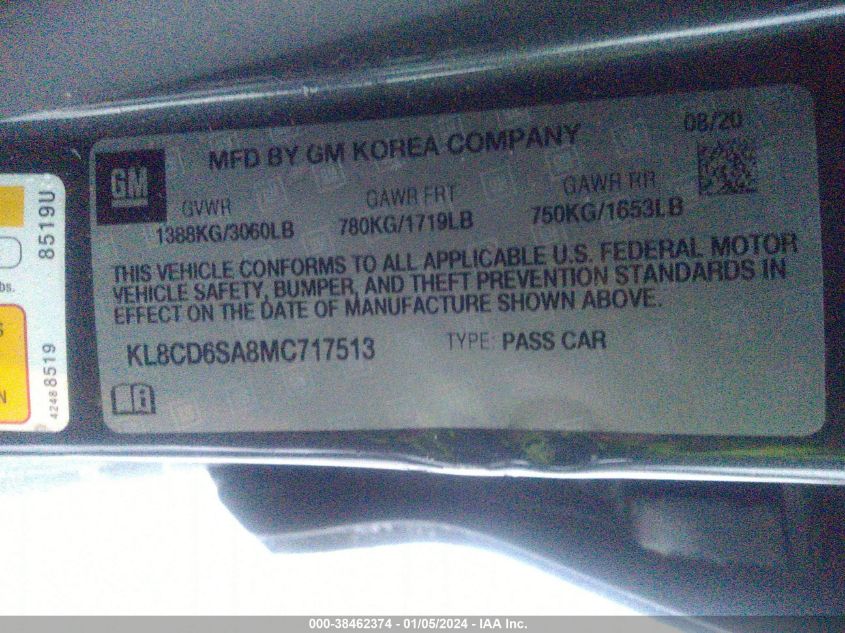 08/20
MFD BY GM KOREA COMPANY
GM
GVWR GAWR FRT GAWR RR
1388KG/3060LB 780KG/1719LB 750KG/1653LB
THIS VEHICLE CONFORMS TO ALL APPLICABLE U.S. FEDERAL MOTOR
VEHICLE SAFETY, BUMPER, AND THEFT PREVENTION STANDARDS IN
EFFECT ON THE DATE OF MANUFACTURE SHOWN ABOVE.
KL8CD6SA8MC717513 TYPE: PASS CAR
8519U
bs.
S
N
42488519
000-38462374 - 01/05/2024 - IAA Inc.